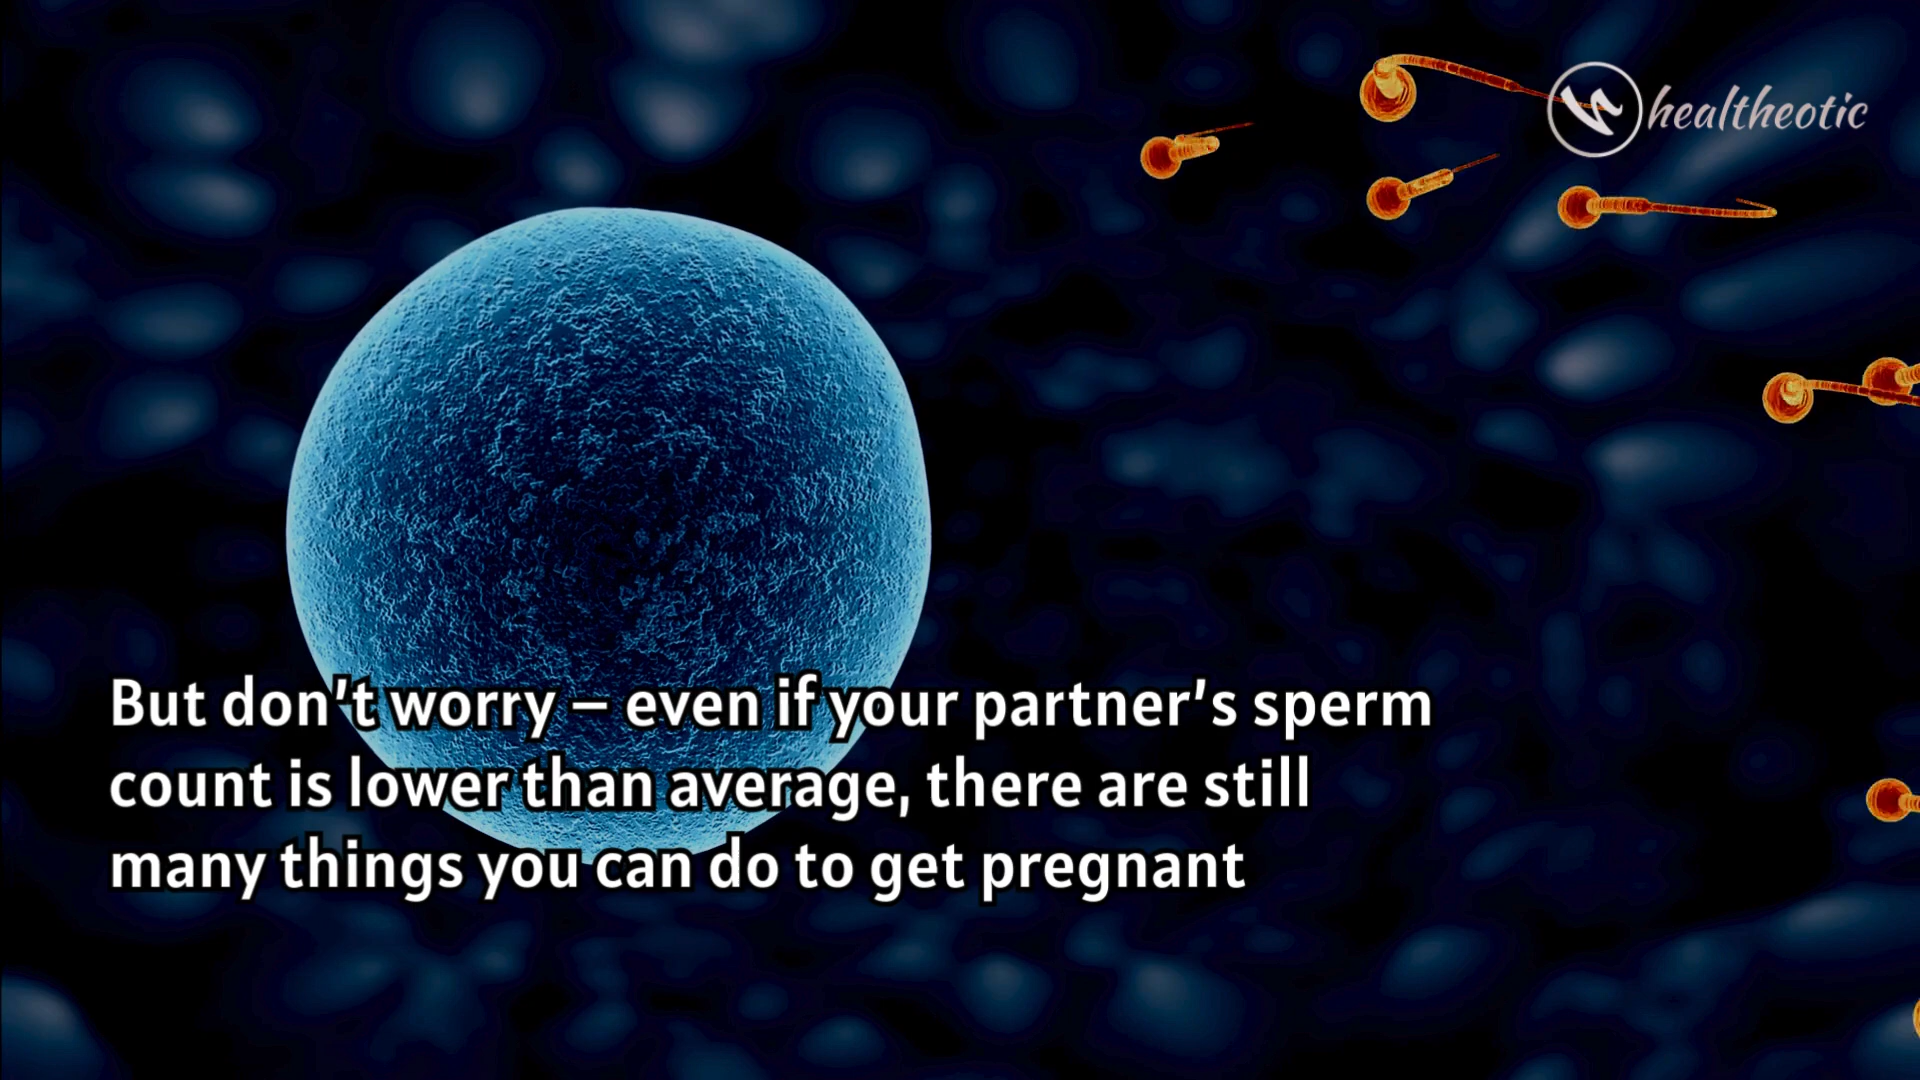 healtheotic
But don't worry – even if your partner's sperm
count is lower than average, there are still
many things you can do to get pregnant